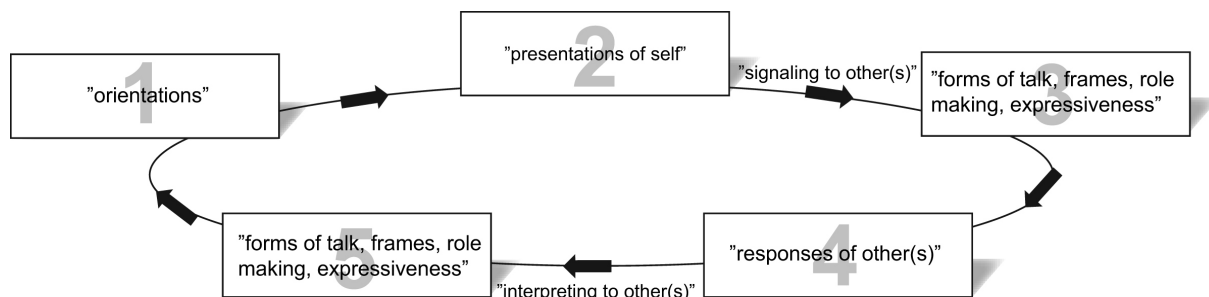 1
"orientations"
2
"presentations of self"
"signaling to other(s)"
3
"forms of talk, frames, role
making, expressiveness"
4
"responses of other(s)"
"interpreting to other(s)"
5
"forms of talk, frames, role
making, expressiveness"